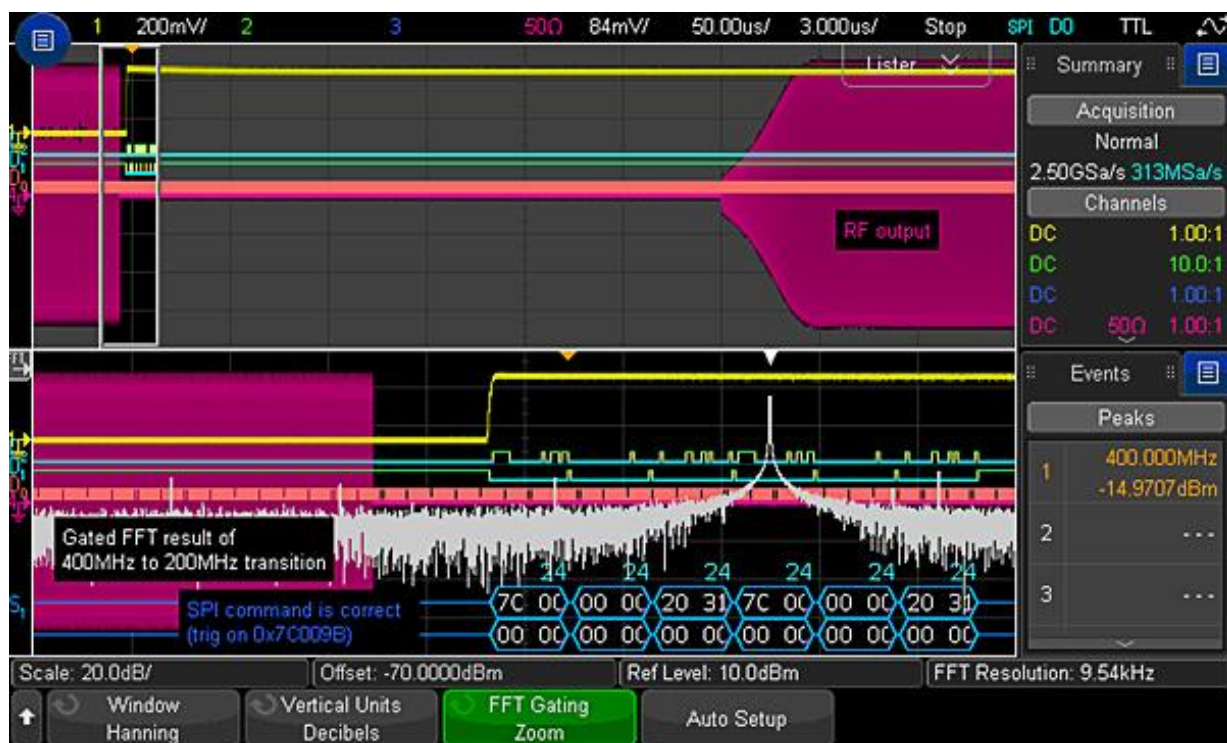 1 200mV/ 2 3 50Ω 84mV/ 50.00us/ 3.000us/ Stop SPI D0 TTL
Lister
Summary
Acquisition
Normal
2.50GSa/s 313MSa/s
Channels
DC 1.00:1
DC 10.0:1
DC 1.00:1
DC 50Ω 1.00:1
RF output
Events
Peaks
1 400.000MHz
-14.9707dBm
2 ---
3 ---
Gated FFT result of
400MHz to 200MHz transition
SPI command is correct
(trig on 0x7C009B)
S1
24 24 24 24 24 24
7C 00 00 00 20 31 7C 00 00 00 20 31
00 00 00 00 00 00 00 00 00 00 00 00
Scale: 20.0dB/ Offset: -70.0000dBm Ref Level: 10.0dBm FFT Resolution: 9.54kHz
Window
Hanning
Vertical Units
Decibels
FFT Gating
Zoom
Auto Setup